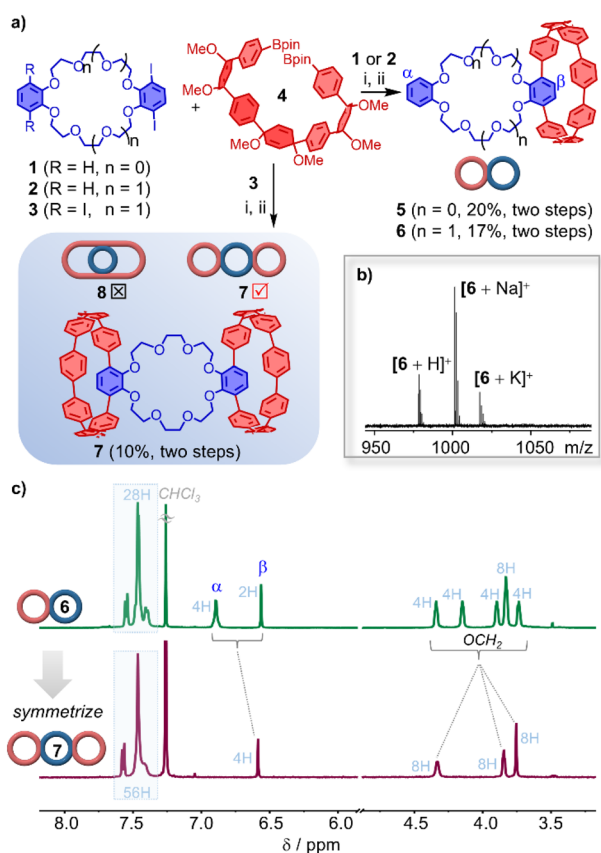 a)
R
R
O
O
O
O
O
O
O
O
n
n
I
I
1 (R = H, n = 0)
2 (R = H, n = 1)
3 (R = I, n = 1)
+
Bpin
Bpin
MeO
MeO
4
OMe
OMe
OMe
OMe
1 or 2
i, ii
3
i, ii
α
O
O
O
O
O
O
O
O
n
n
β
5 (n = 0, 20%, two steps)
6 (n = 1, 17%, two steps)
8 ☒
7 ☑
O
O
O
O
O
O
O
O
7 (10%, two steps)
b)
[6 + Na]⁺
[6 + H]⁺
[6 + K]⁺
950 1000 1050 m/z
c)
28H
CHCl₃
α
β
4H
2H
4H
4H
4H
8H
4H
6
OCH₂
symmetrize
7
56H
4H
8H
8H
8H
8.0 7.5 7.0 6.5 6.0 4.5 4.0 3.5
δ / ppm